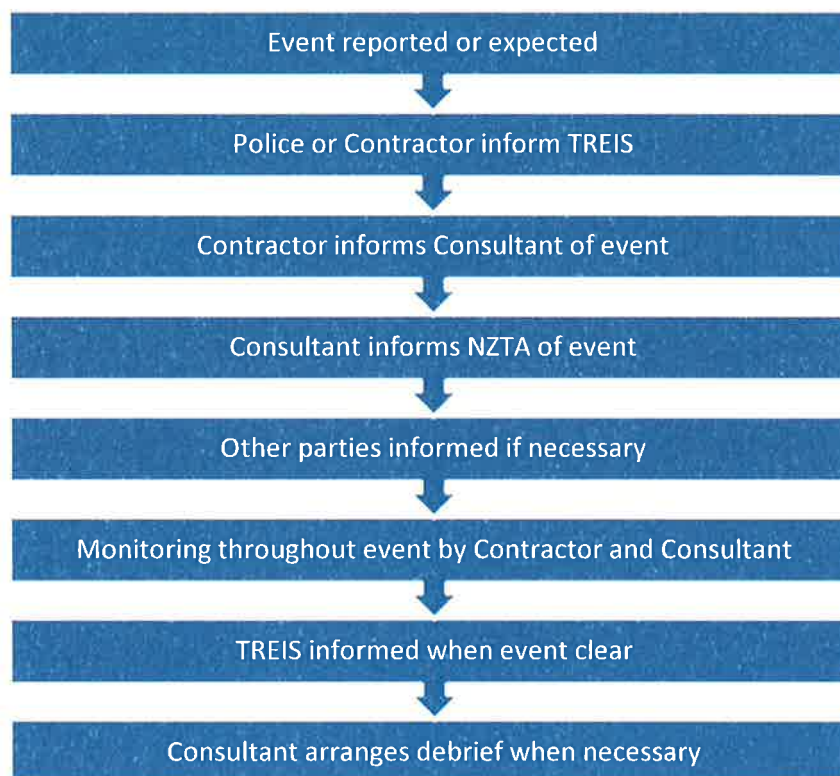 Event reported or expected
Police or Contractor inform TREIS
Contractor informs Consultant of event
Consultant informs NZTA of event
Other parties informed if necessary
Monitoring throughout event by Contractor and Consultant
TREIS informed when event clear
Consultant arranges debrief when necessary